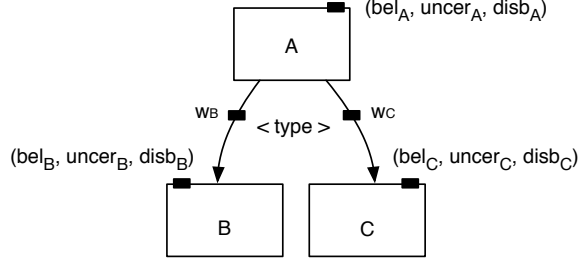 (bel_A, uncer_A, disb_A)
A
w_B
w_C
< type >
(bel_B, uncer_B, disb_B)
(bel_C, uncer_C, disb_C)
B
C